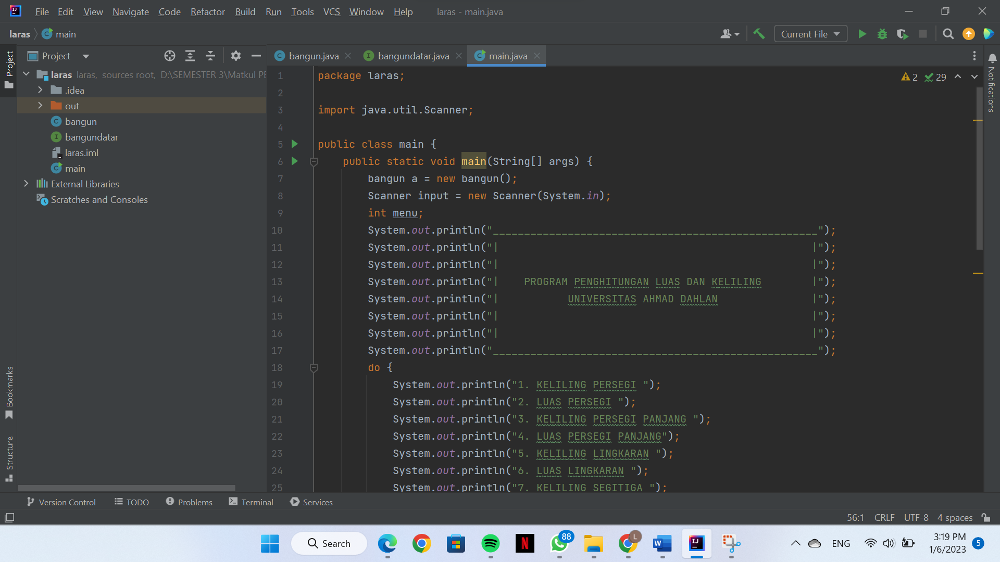 File Edit View Navigate Code Refactor Build Run Tools VCS Window Help laras - main.java
laras main Current File
Project bangun.java bangundatar.java main.java
Project
laras laras, sources root, D:\SEMESTER 3\Matkul PE
.idea
out
bangun
bangundatar
laras.iml
main
External Libraries
Scratches and Consoles
Bookmarks
Structure
Notifications
2 29
1 package laras;
2
3 import java.util.Scanner;
4
5 public class main {
6 public static void main(String[] args) {
7 bangun a = new bangun();
8 Scanner input = new Scanner(System.in);
9 int menu;
10 System.out.println("____________________________________________________");
11 System.out.println("|                                                  |");
12 System.out.println("|                                                  |");
13 System.out.println("|    PROGRAM PENGHITUNGAN LUAS DAN KELILING        |");
14 System.out.println("|           UNIVERSITAS AHMAD DAHLAN               |");
15 System.out.println("|                                                  |");
16 System.out.println("|                                                  |");
17 System.out.println("____________________________________________________");
18 do {
19 System.out.println("1. KELILING PERSEGI ");
20 System.out.println("2. LUAS PERSEGI ");
21 System.out.println("3. KELILING PERSEGI PANJANG ");
22 System.out.println("4. LUAS PERSEGI PANJANG");
23 System.out.println("5. KELILING LINGKARAN ");
24 System.out.println("6. LUAS LINGKARAN ");
25 System.out.println("7. KELILING SEGITIGA ");
Version Control TODO Problems Terminal Services
56:1 CRLF UTF-8 4 spaces
Search 88 L ENG 3:19 PM
1/6/2023 5